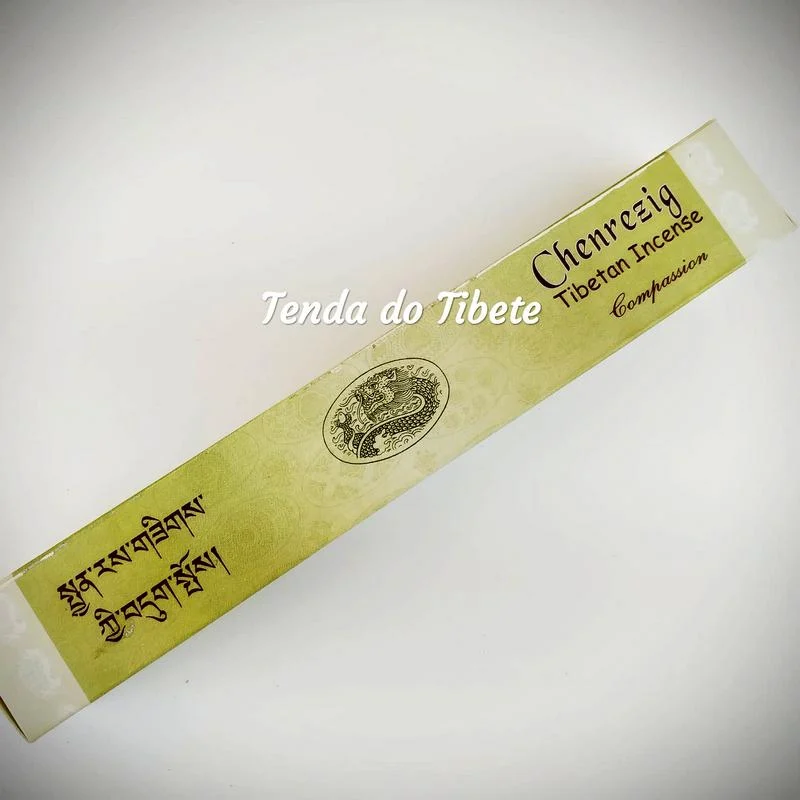 Chenrezig
Tibetan Incense
Compassion
Tenda do Tibete
སྤྱན་རས་གཟིགས་
ཀྱི་བདུག་སྤོས།